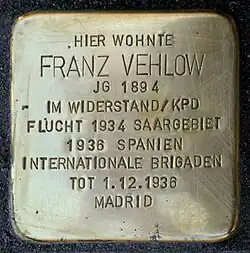 HIER WOHNTE
FRANZ VEHLOW
JG 1894
IM WIDERSTAND/KPD
FLUCHT 1934 SAARGEBIET
1936 SPANIEN
INTERNATIONALE BRIGADEN
TOT 1.12.1936
MADRID